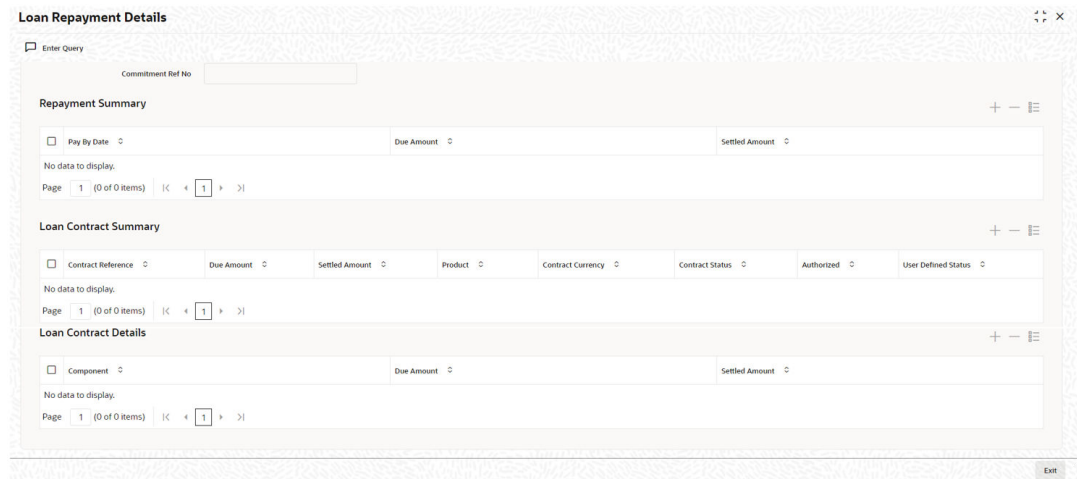 Loan Repayment Details
Enter Query
Commitment Ref No
Repayment Summary
Pay By Date Due Amount Settled Amount
No data to display.
Page 1 (0 of 0 items) 1
Loan Contract Summary
Contract Reference Due Amount Settled Amount Product Contract Currency Contract Status Authorized User Defined Status
No data to display.
Page 1 (0 of 0 items) 1
Loan Contract Details
Component Due Amount Settled Amount
No data to display.
Page 1 (0 of 0 items) 1
Exit